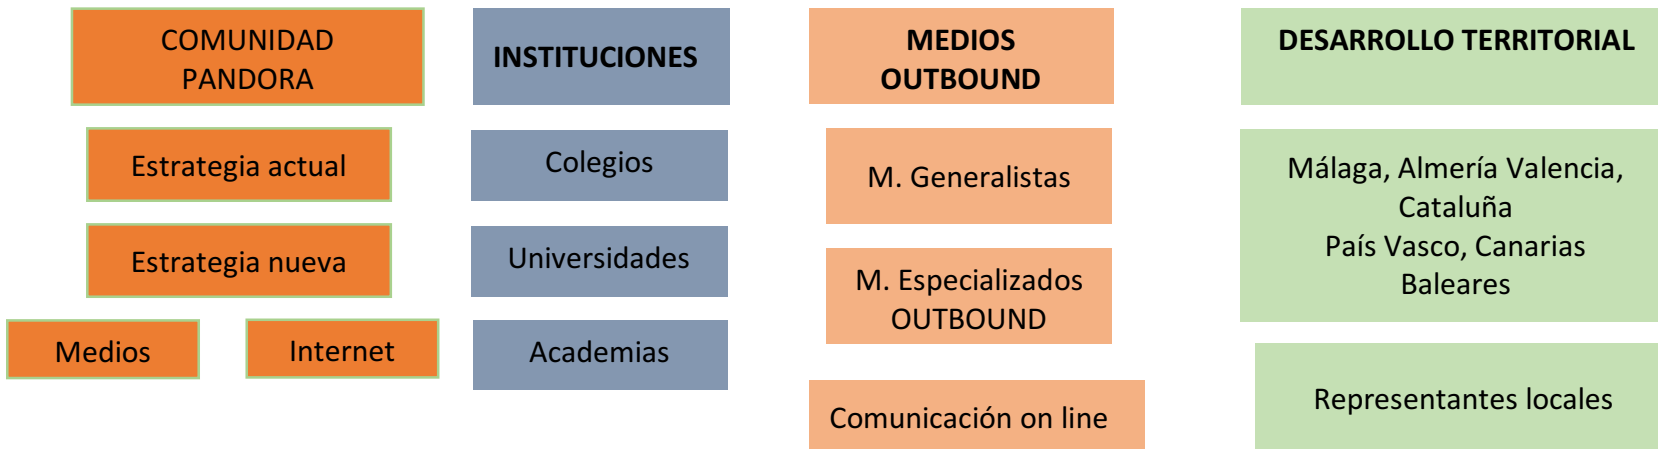 COMUNIDAD
PANDORA
Estrategia actual
Estrategia nueva
Medios
Internet
INSTITUCIONES
Colegios
Universidades
Academias
MEDIOS
OUTBOUND
M. Generalistas
M. Especializados
OUTBOUND
Comunicación on line
DESARROLLO TERRITORIAL
Málaga, Almería Valencia,
Cataluña
País Vasco, Canarias
Baleares
Representantes locales